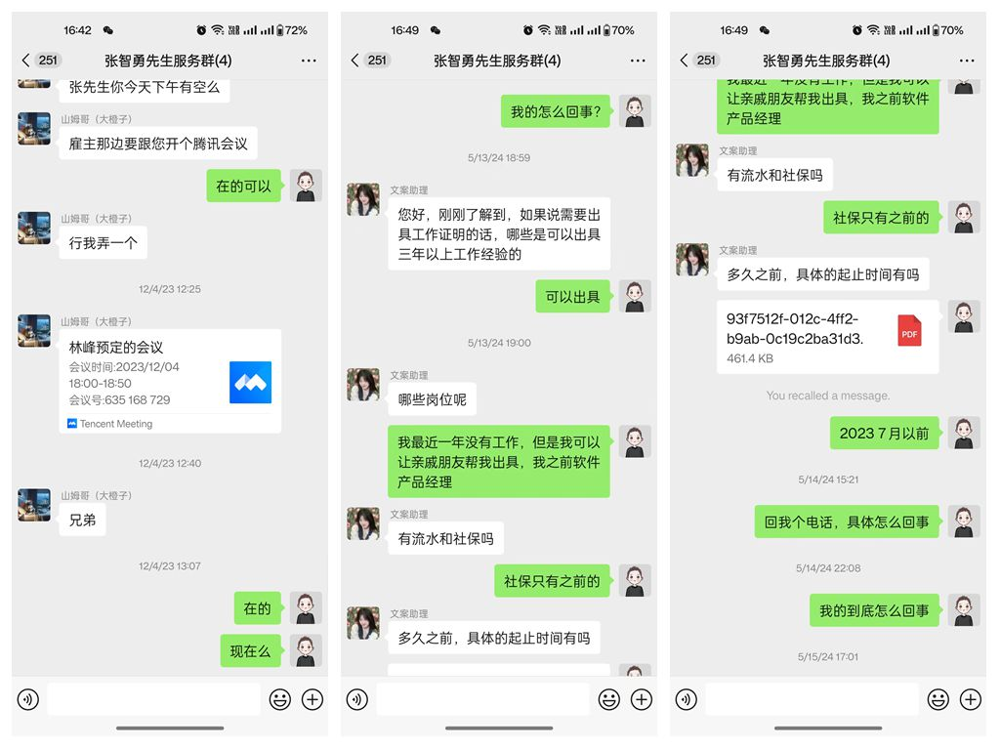 16:42
72%
251
张智勇先生服务群(4)
张先生你今天下午有空么
山姆哥（大橙子）
雇主那边要跟您开个腾讯会议
在的可以
山姆哥（大橙子）
行我弄一个
12/4/23 12:25
山姆哥（大橙子）
林峰预定的会议
会议时间:2023/12/04
18:00-18:50
会议号:635 168 729
Tencent Meeting
12/4/23 12:40
山姆哥（大橙子）
兄弟
12/4/23 13:07
在的
现在么
16:49
70%
251
张智勇先生服务群(4)
我的怎么回事？
5/13/24 18:59
文案助理
您好，刚刚了解到，如果说需要出
具工作证明的话，哪些是可以出具
三年以上工作经验的
可以出具
5/13/24 19:00
文案助理
哪些岗位呢
我最近一年没有工作，但是我可以
让亲戚朋友帮我出具，我之前软件
产品经理
文案助理
有流水和社保吗
社保只有之前的
文案助理
多久之前，具体的起止时间有吗
16:49
70%
251
张智勇先生服务群(4)
我最近一年没有工作，但是我可以
让亲戚朋友帮我出具，我之前软件
产品经理
文案助理
有流水和社保吗
社保只有之前的
文案助理
多久之前，具体的起止时间有吗
93f7512f-012c-4ff2-
b9ab-0c19c2ba31d3.
PDF
461.4 KB
You recalled a message.
2023 7 月以前
5/14/24 15:21
回我个电话，具体怎么回事
5/14/24 22:08
我的到底怎么回事
5/15/24 17:01